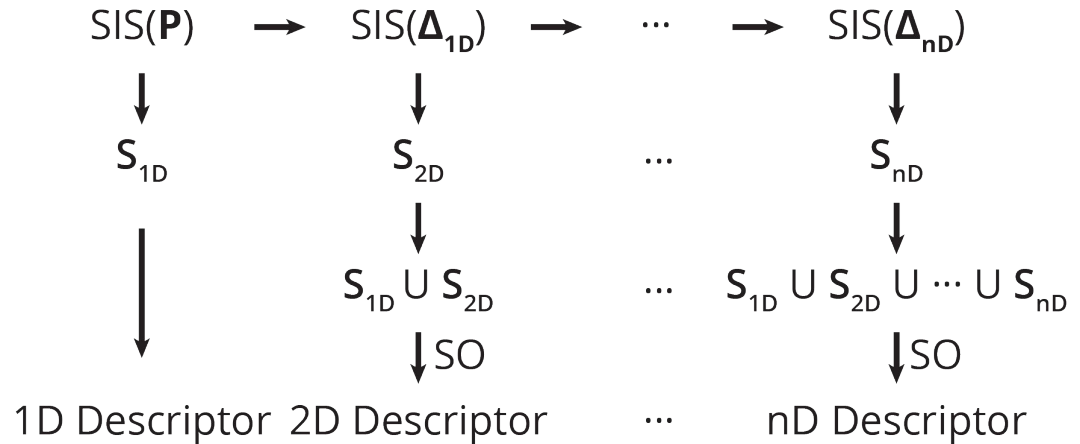 SIS(P) → SIS(Δ1D) → ... → SIS(ΔnD)
S1D S2D ... SnD
S1D U S2D ... S1D U S2D U ... U SnD
SO SO
1D Descriptor 2D Descriptor ... nD Descriptor